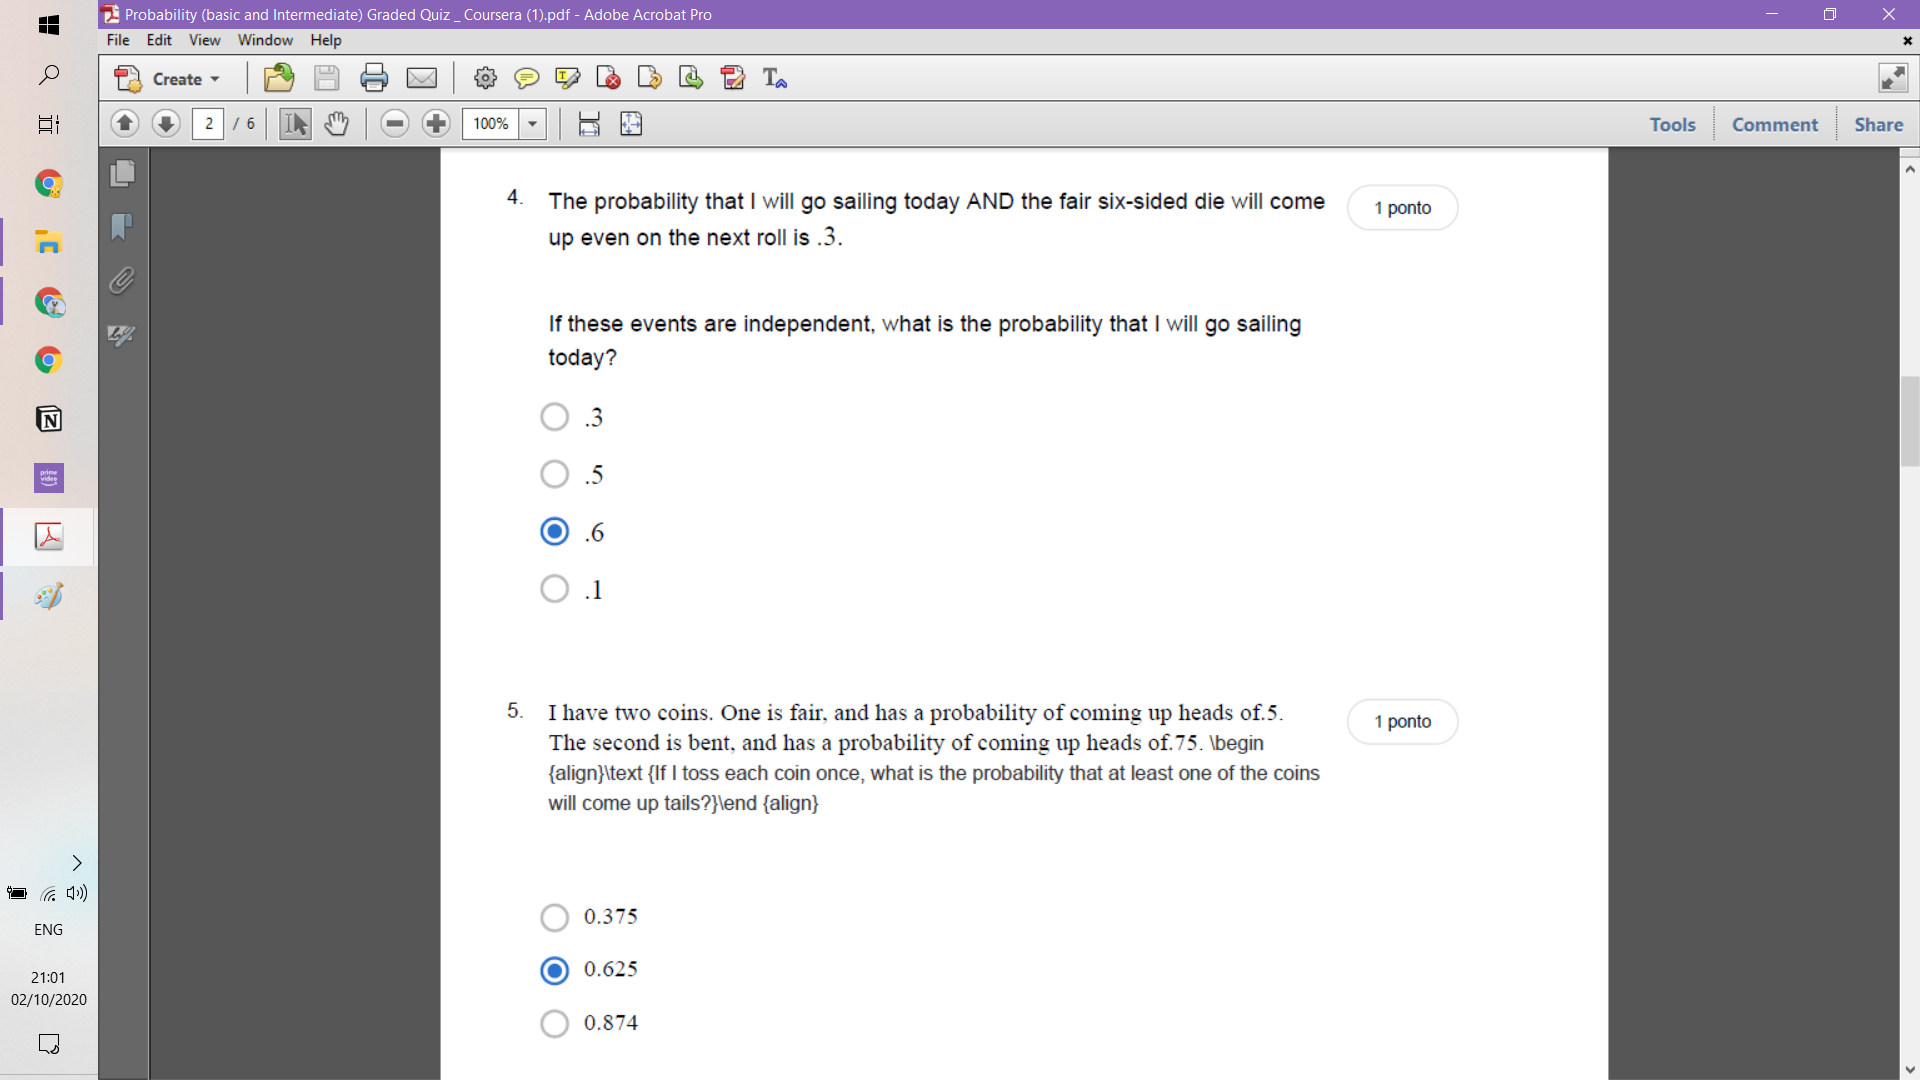 Probability (basic and Intermediate) Graded Quiz _ Coursera (1).pdf - Adobe Acrobat Pro
File Edit View Window Help
Create
2 / 6 100% Tools Comment Share
4. The probability that I will go sailing today AND the fair six-sided die will come
up even on the next roll is .3.
1 ponto
If these events are independent, what is the probability that I will go sailing
today?
.3
.5
.6
.1
5. I have two coins. One is fair, and has a probability of coming up heads of.5.
The second is bent, and has a probability of coming up heads of.75. \begin
{align}\text {If I toss each coin once, what is the probability that at least one of the coins
will come up tails?}\end {align}
1 ponto
0.375
0.625
0.874
prime
video
ENG
21:01
02/10/2020